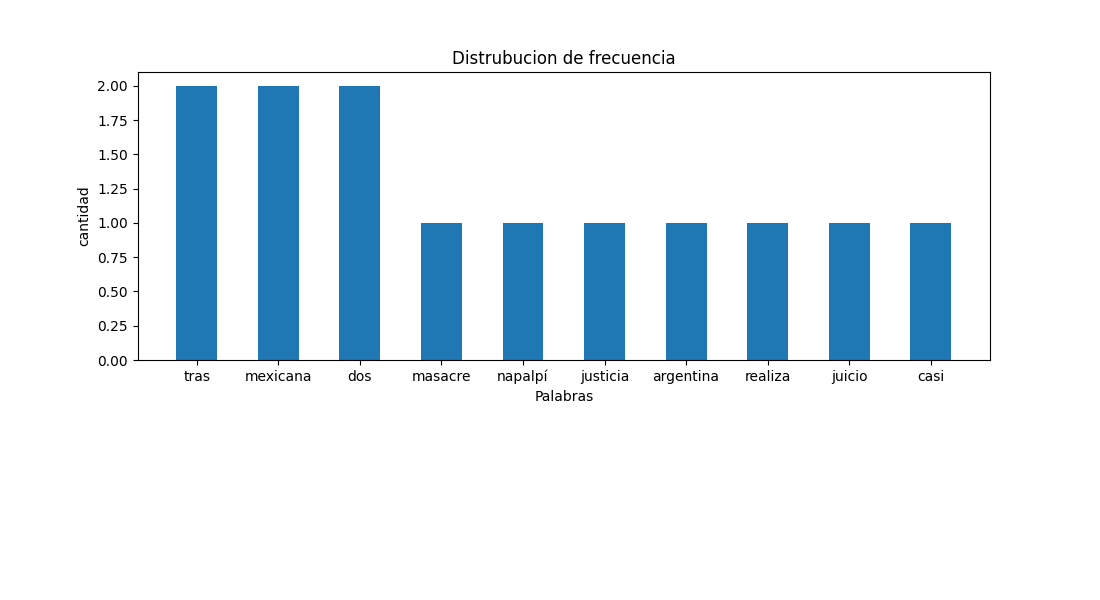 Distrubucion de frecuencia
cantidad
2.00
1.75
1.50
1.25
1.00
0.75
0.50
0.25
0.00
tras mexicana dos masacre napalpí justicia argentina realiza juicio casi
Palabras